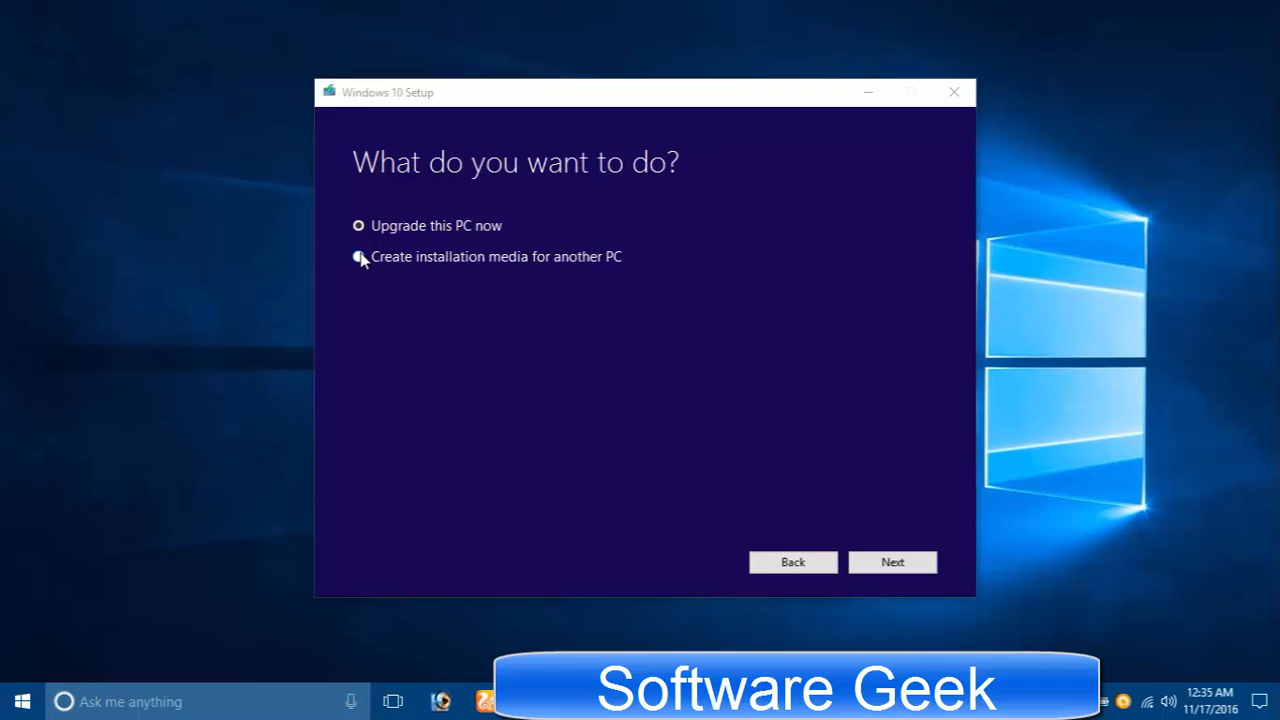 Windows 10 Setup
What do you want to do?
Upgrade this PC now
Create installation media for another PC
Back
Next
Software Geek
Ask me anything
12:35 AM
11/17/2016